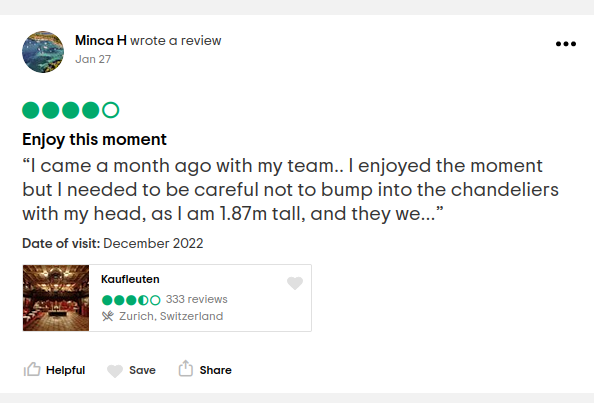 Minca H wrote a review
Jan 27
Enjoy this moment
“I came a month ago with my team.. I enjoyed the moment
but I needed to be careful not to bump into the chandeliers
with my head, as I am 1.87m tall, and they we...”
Date of visit: December 2022
Kaufleuten
333 reviews
Zurich, Switzerland
Helpful Save Share